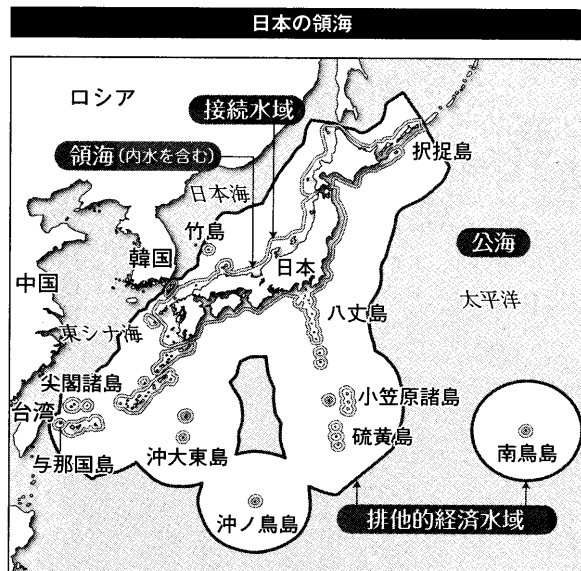 日本の領海
ロシア
接続水域
領海(内水を含む)
択捉島
日本海
竹島
韓国
日本
公海
中国
太平洋
東シナ海
八丈島
尖閣諸島
台湾
小笠原諸島
硫黄島
与那国島
沖大東島
南鳥島
沖ノ鳥島
排他的経済水域